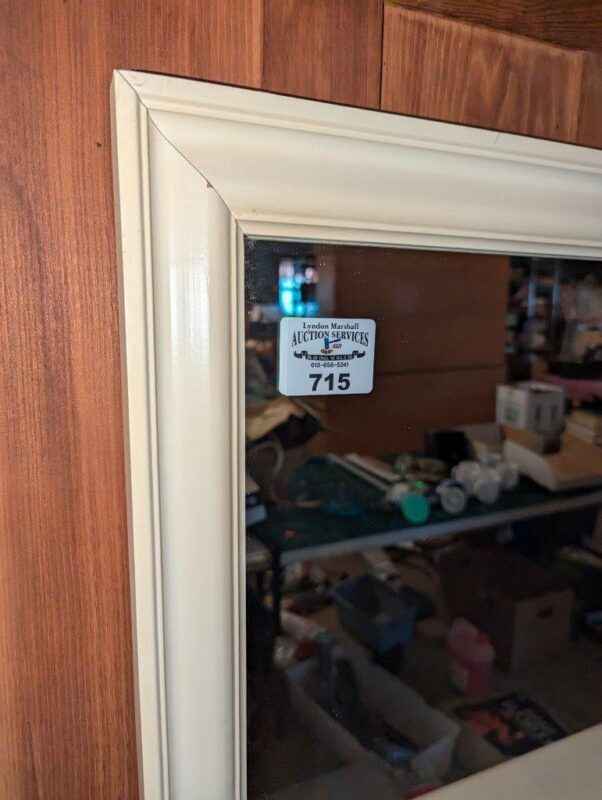 Lyndon Marshall
AUCTION SERVICES
715